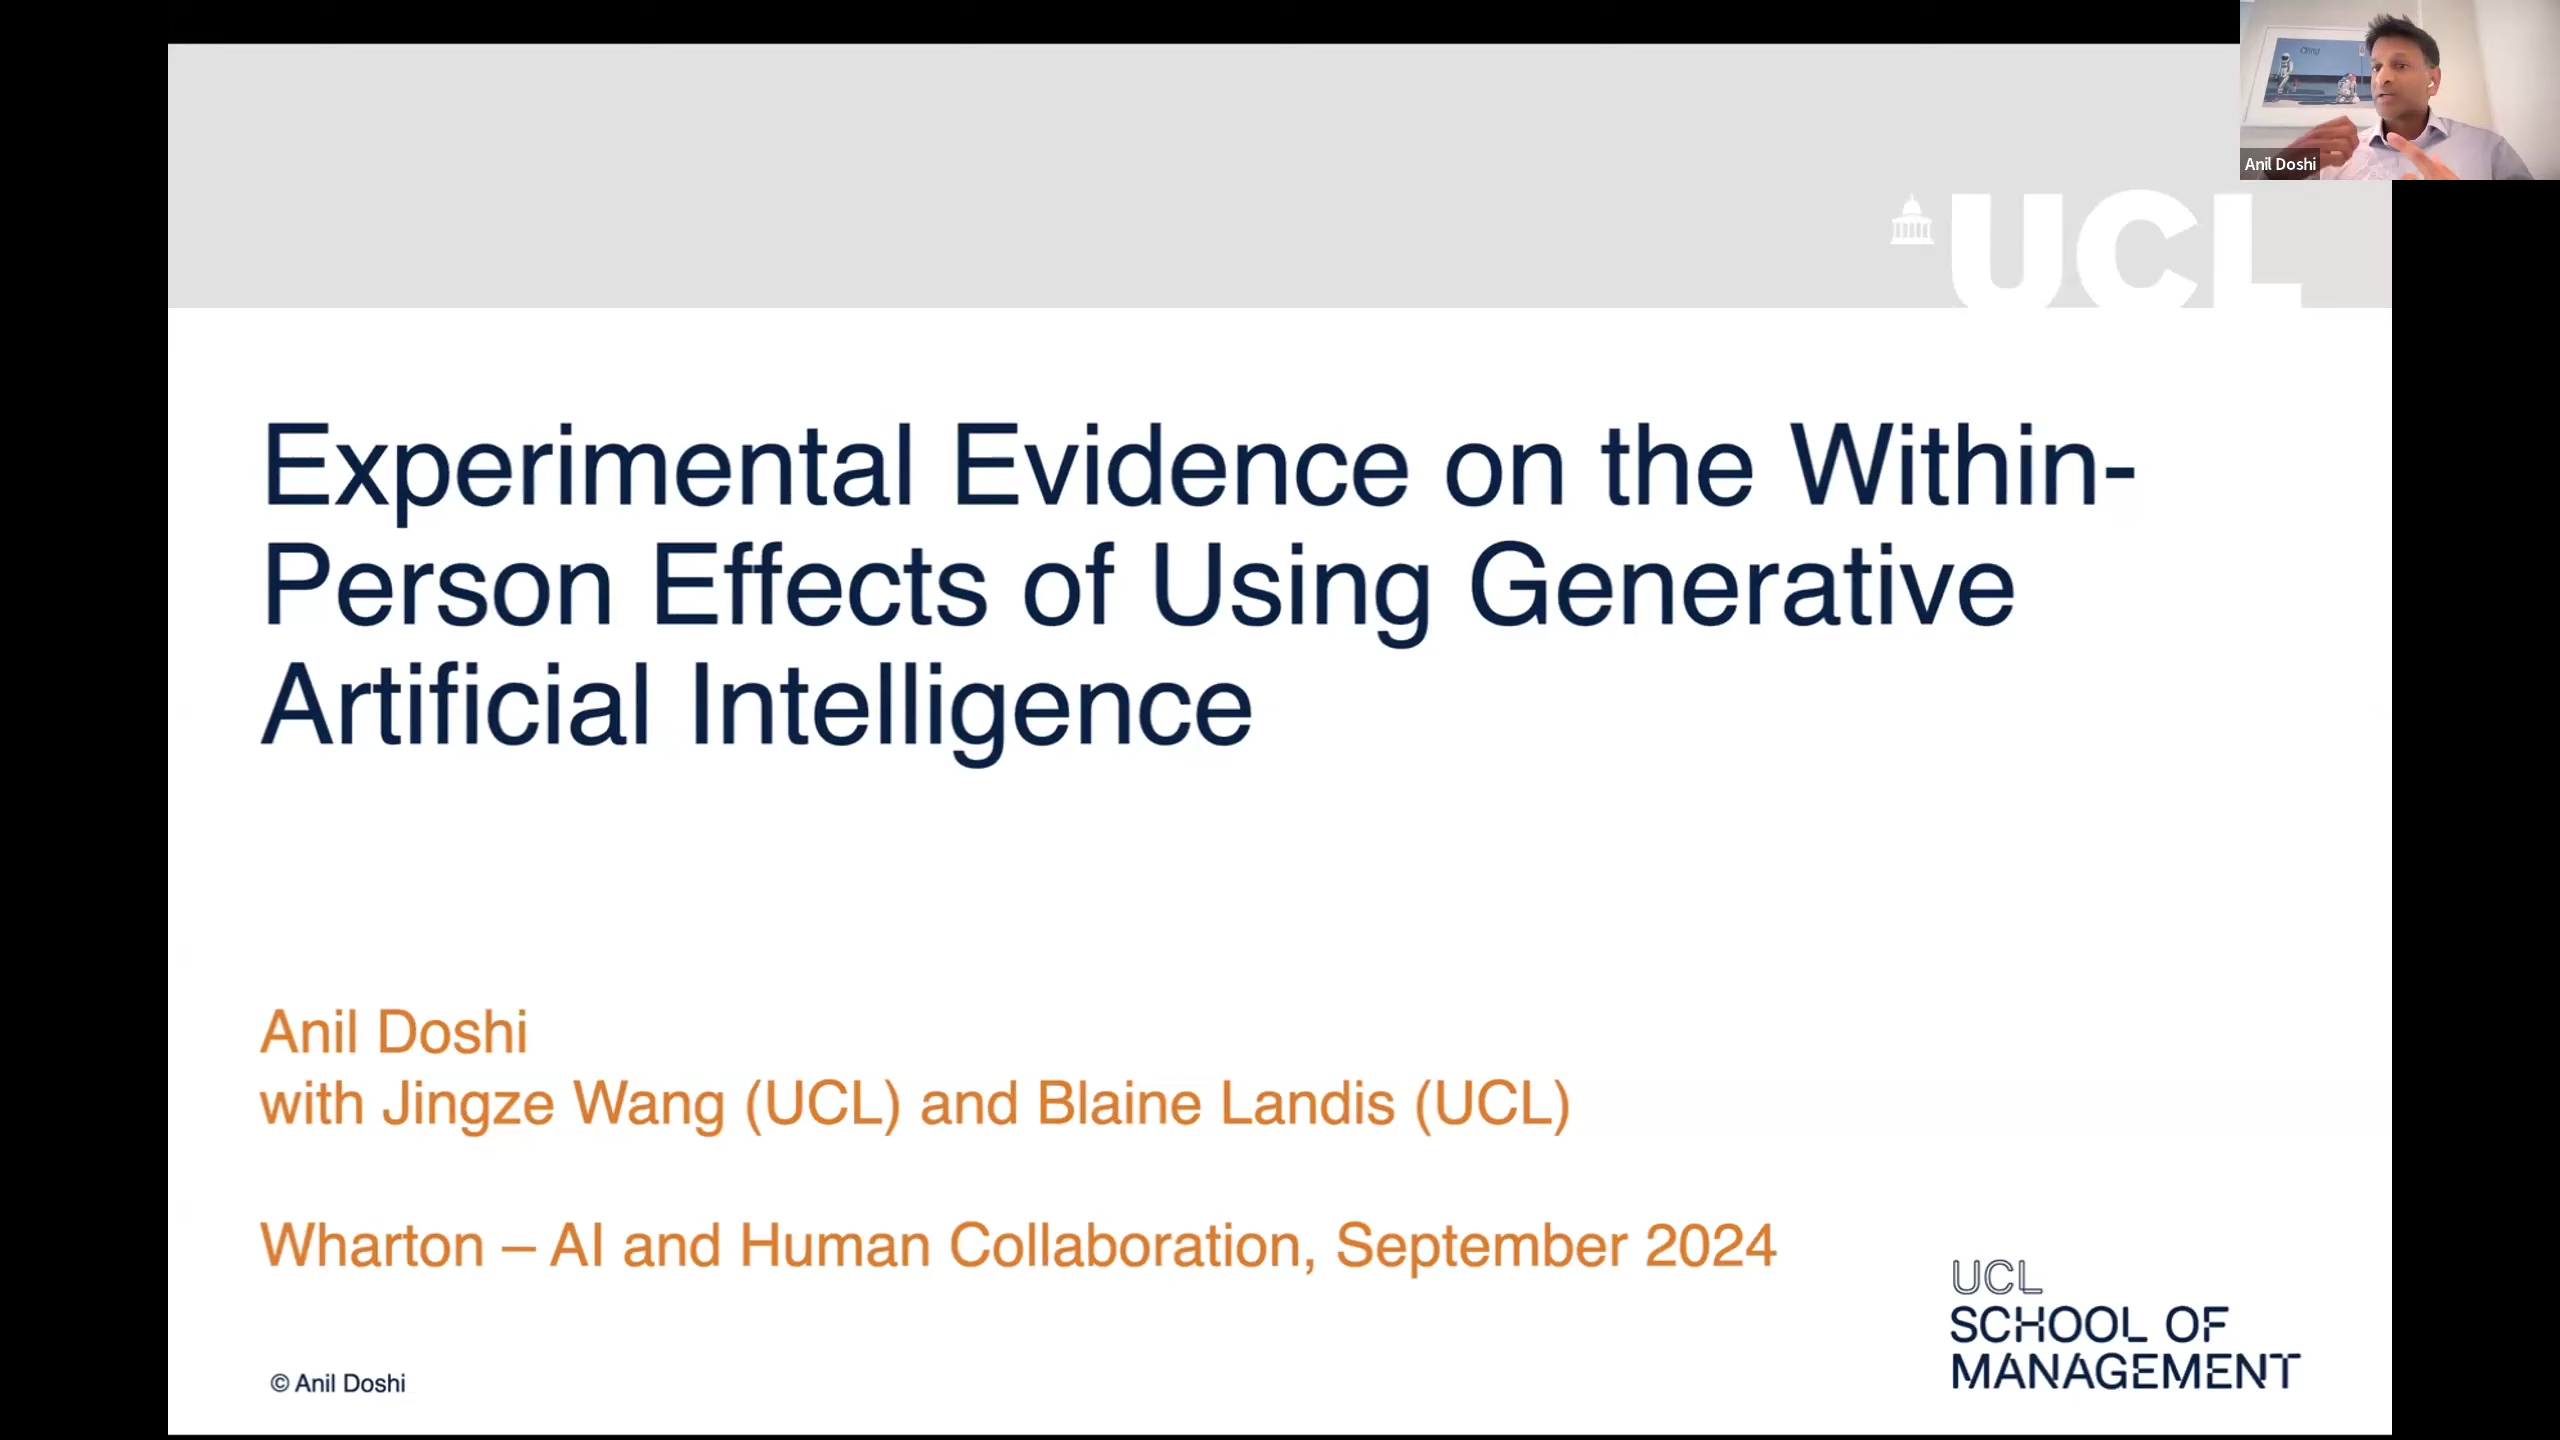 Anil Doshi
UCL
Experimental Evidence on the Within-
Person Effects of Using Generative
Artificial Intelligence
Anil Doshi
with Jingze Wang (UCL) and Blaine Landis (UCL)
Wharton – AI and Human Collaboration, September 2024
UCL
SCHOOL OF
MANAGEMENT
© Anil Doshi